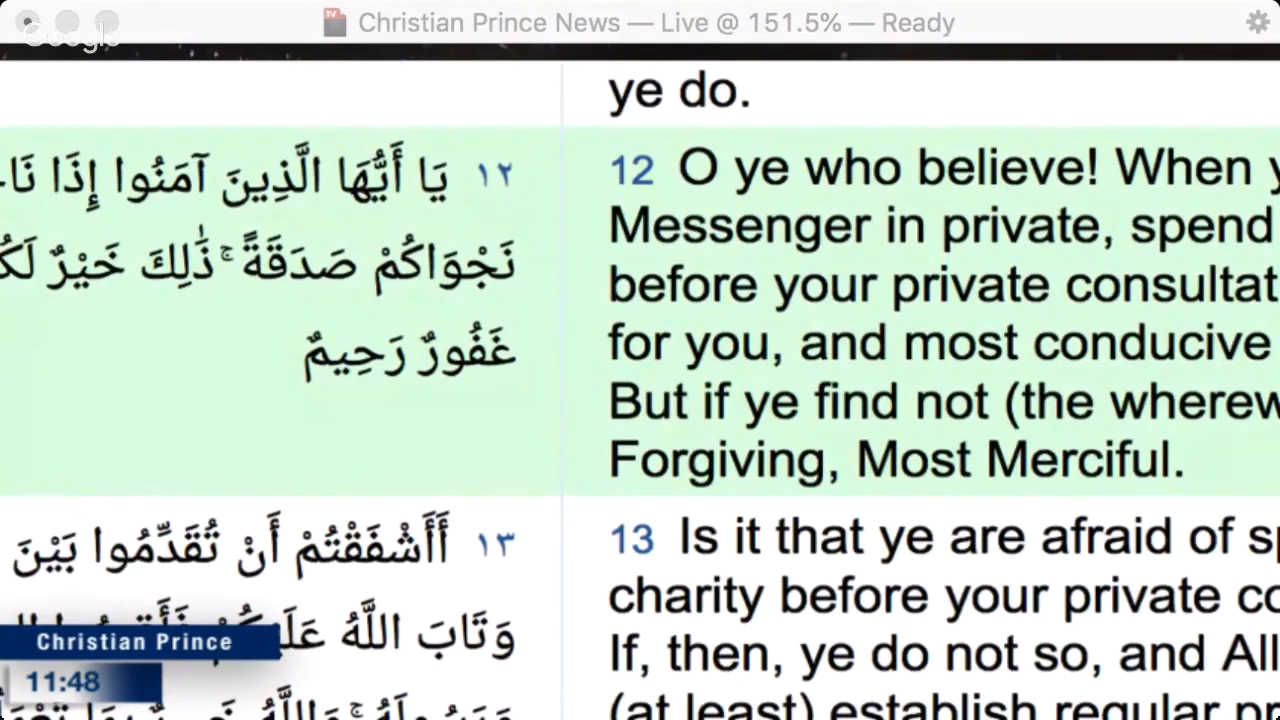 Christian Prince News — Live @ 151.5% — Ready
Google
ye do.
١٢ يَا أَيُّهَا الَّذِينَ آمَنُوا إِذَا
نَجْوَاكُمْ صَدَقَةً ۚ ذَٰلِكَ خَيْرٌ
غَفُورٌ رَحِيمٌ
12 O ye who believe! When y
Messenger in private, spend
before your private consultat
for you, and most conducive
But if ye find not (the wherew
Forgiving, Most Merciful.
١٣ أَأَشْفَقْتُمْ أَنْ تُقَدِّمُوا بَيْنَ
وَتَابَ اللَّهُ
13 Is it that ye are afraid of sp
charity before your private co
If, then, ye do not so, and All
(at least) establish regular pr
Christian Prince
11:48